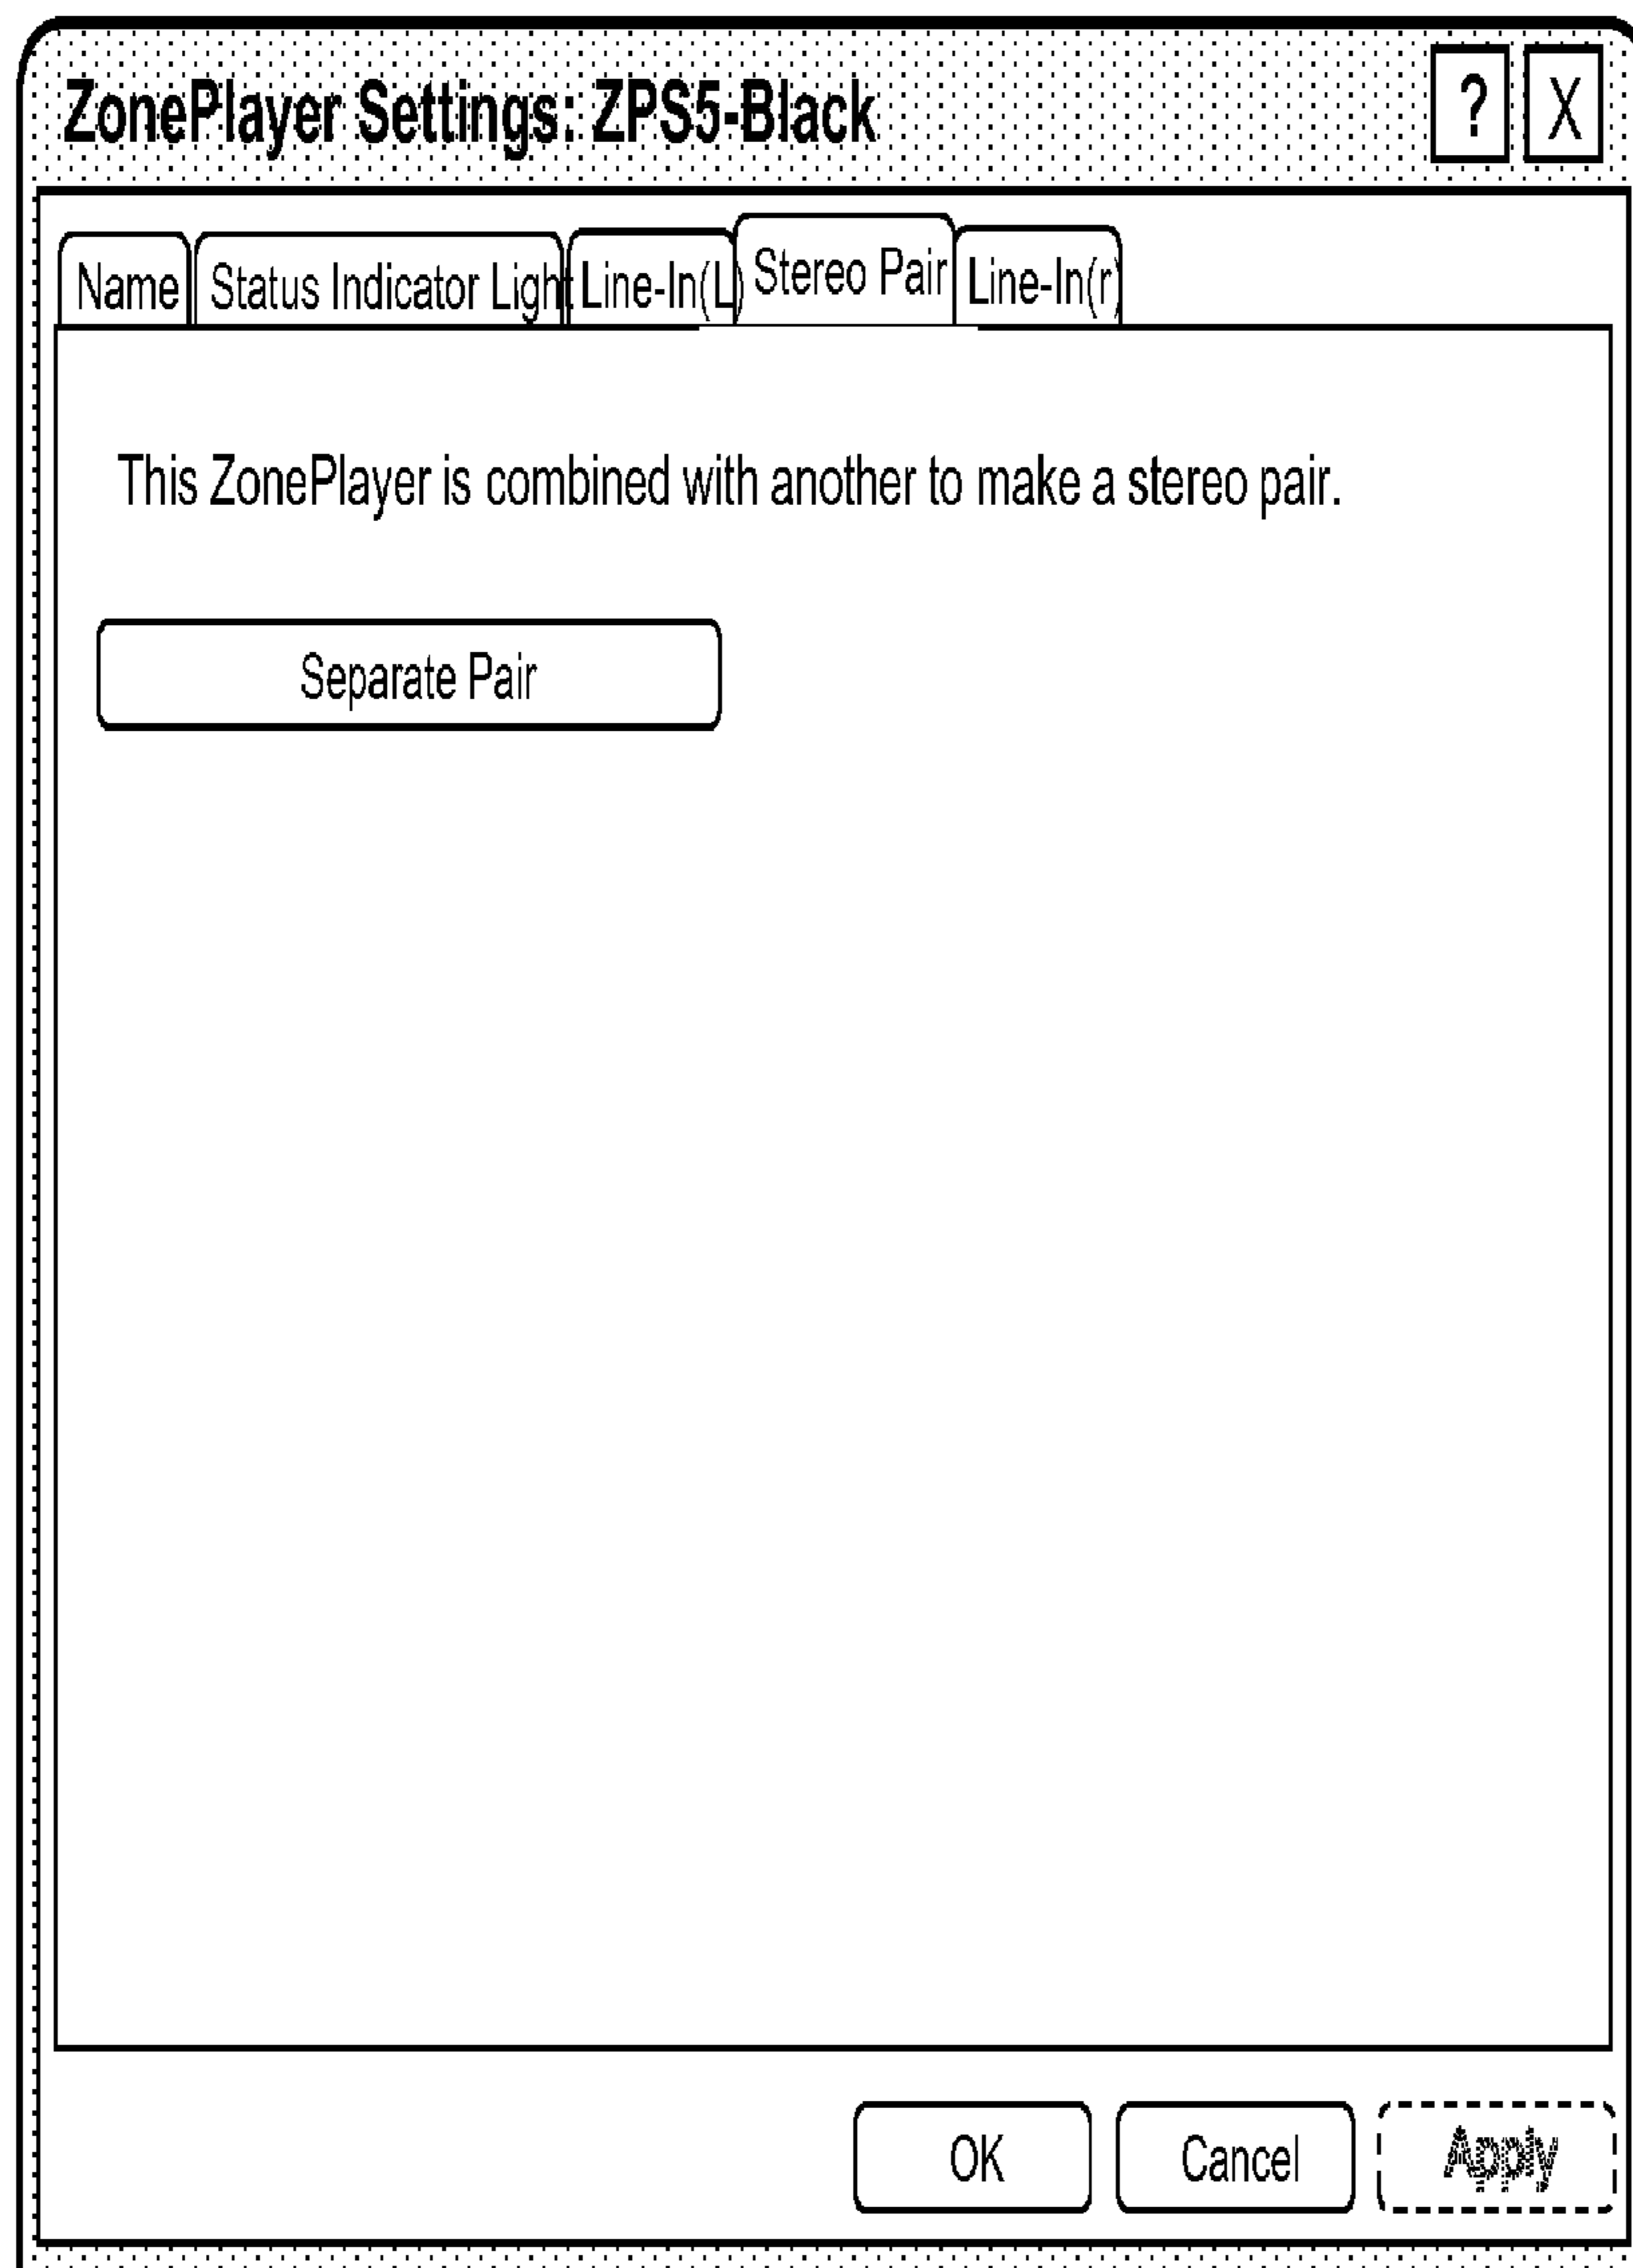 ZonePlayer Settings: ZPS5-Black ? X
Name Status Indicator Light Line-In(L) Stereo Pair Line-In(r)
This ZonePlayer is combined with another to make a stereo pair.
Separate Pair
OK Cancel Apply